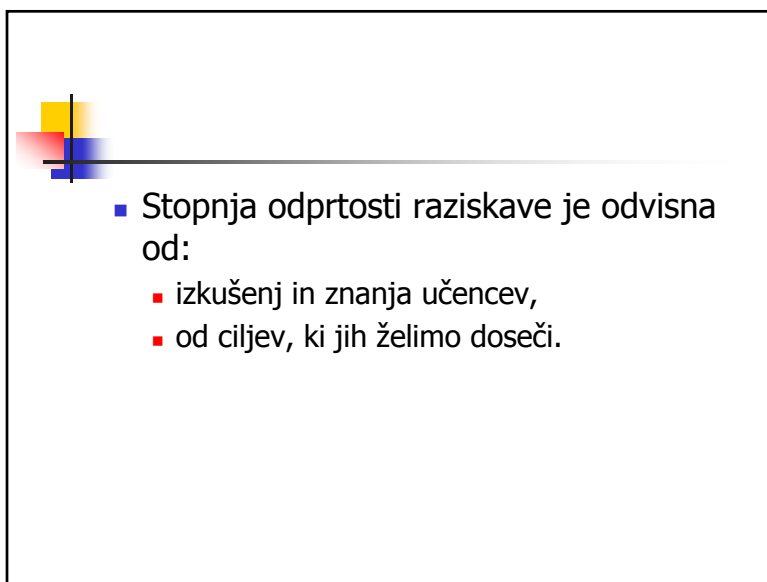 Stopnja odprtosti raziskave je odvisna
od:
izkušenj in znanja učencev,
od ciljev, ki jih želimo doseči.